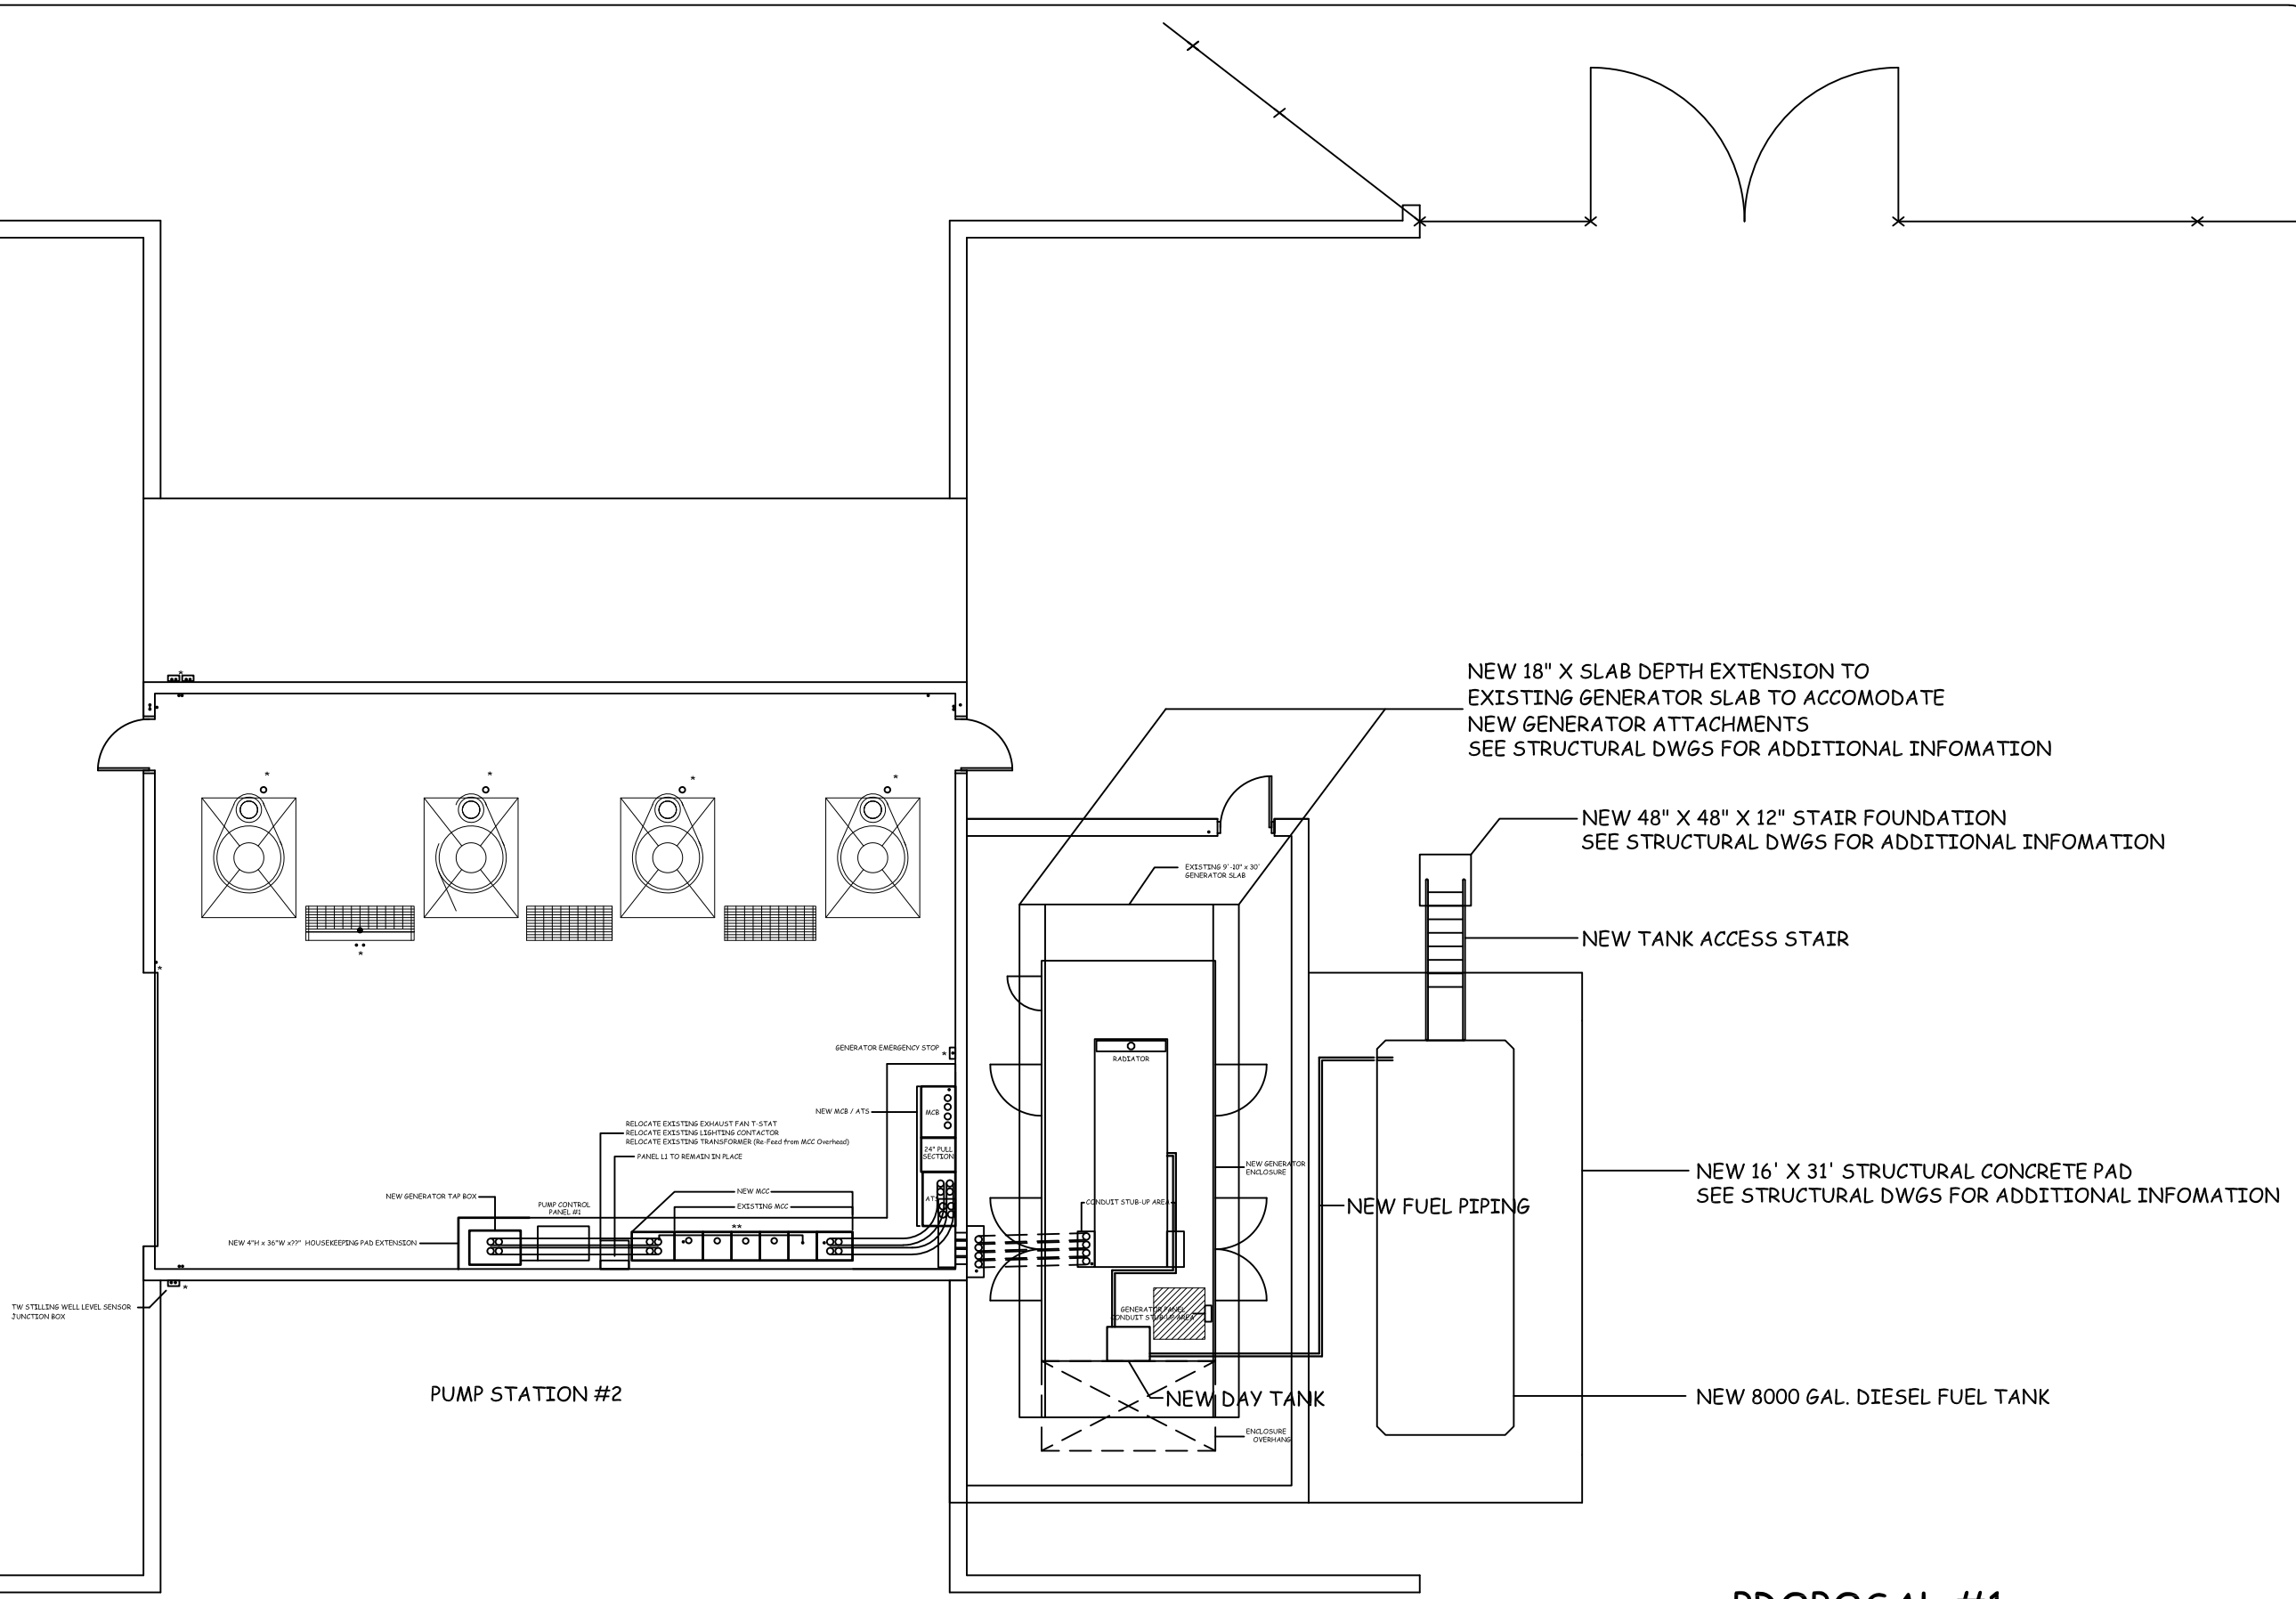 NEW 18" X SLAB DEPTH EXTENSION TO
EXISTING GENERATOR SLAB TO ACCOMODATE
NEW GENERATOR ATTACHMENTS
SEE STRUCTURAL DWGS FOR ADDITIONAL INFOMATION
NEW 48" X 48" X 12" STAIR FOUNDATION
SEE STRUCTURAL DWGS FOR ADDITIONAL INFOMATION
EXISTING 9'-10" x 30'
GENERATOR SLAB
NEW TANK ACCESS STAIR
GENERATOR EMERGENCY STOP
RADIATOR
NEW MCB / ATS
MCB
RELOCATE EXISTING EXHAUST FAN T-STAT
RELOCATE EXISTING LIGHTING CONTACTOR
RELOCATE EXISTING TRANSFORMER (Re-Feed from MCC Overhead)
PANEL L1 TO REMAIN IN PLACE
24" PULL
SECTION
NEW GENERATOR
ENCLOSURE
NEW 16' X 31' STRUCTURAL CONCRETE PAD
SEE STRUCTURAL DWGS FOR ADDITIONAL INFOMATION
NEW GENERATOR TAP BOX
PUMP CONTROL
PANEL #1
NEW MCC
EXISTING MCC
ATS
CONDUIT STUB-UP AREA
NEW FUEL PIPING
**
NEW 4"H x 36"W x??" HOUSEKEEPING PAD EXTENSION
TW STILLING WELL LEVEL SENSOR
JUNCTION BOX
GENERATOR PANEL
CONDUIT STUB-UP AREA
PUMP STATION #2
NEW DAY TANK
NEW 8000 GAL. DIESEL FUEL TANK
ENCLOSURE
OVERHANG
PROPOSAL #1